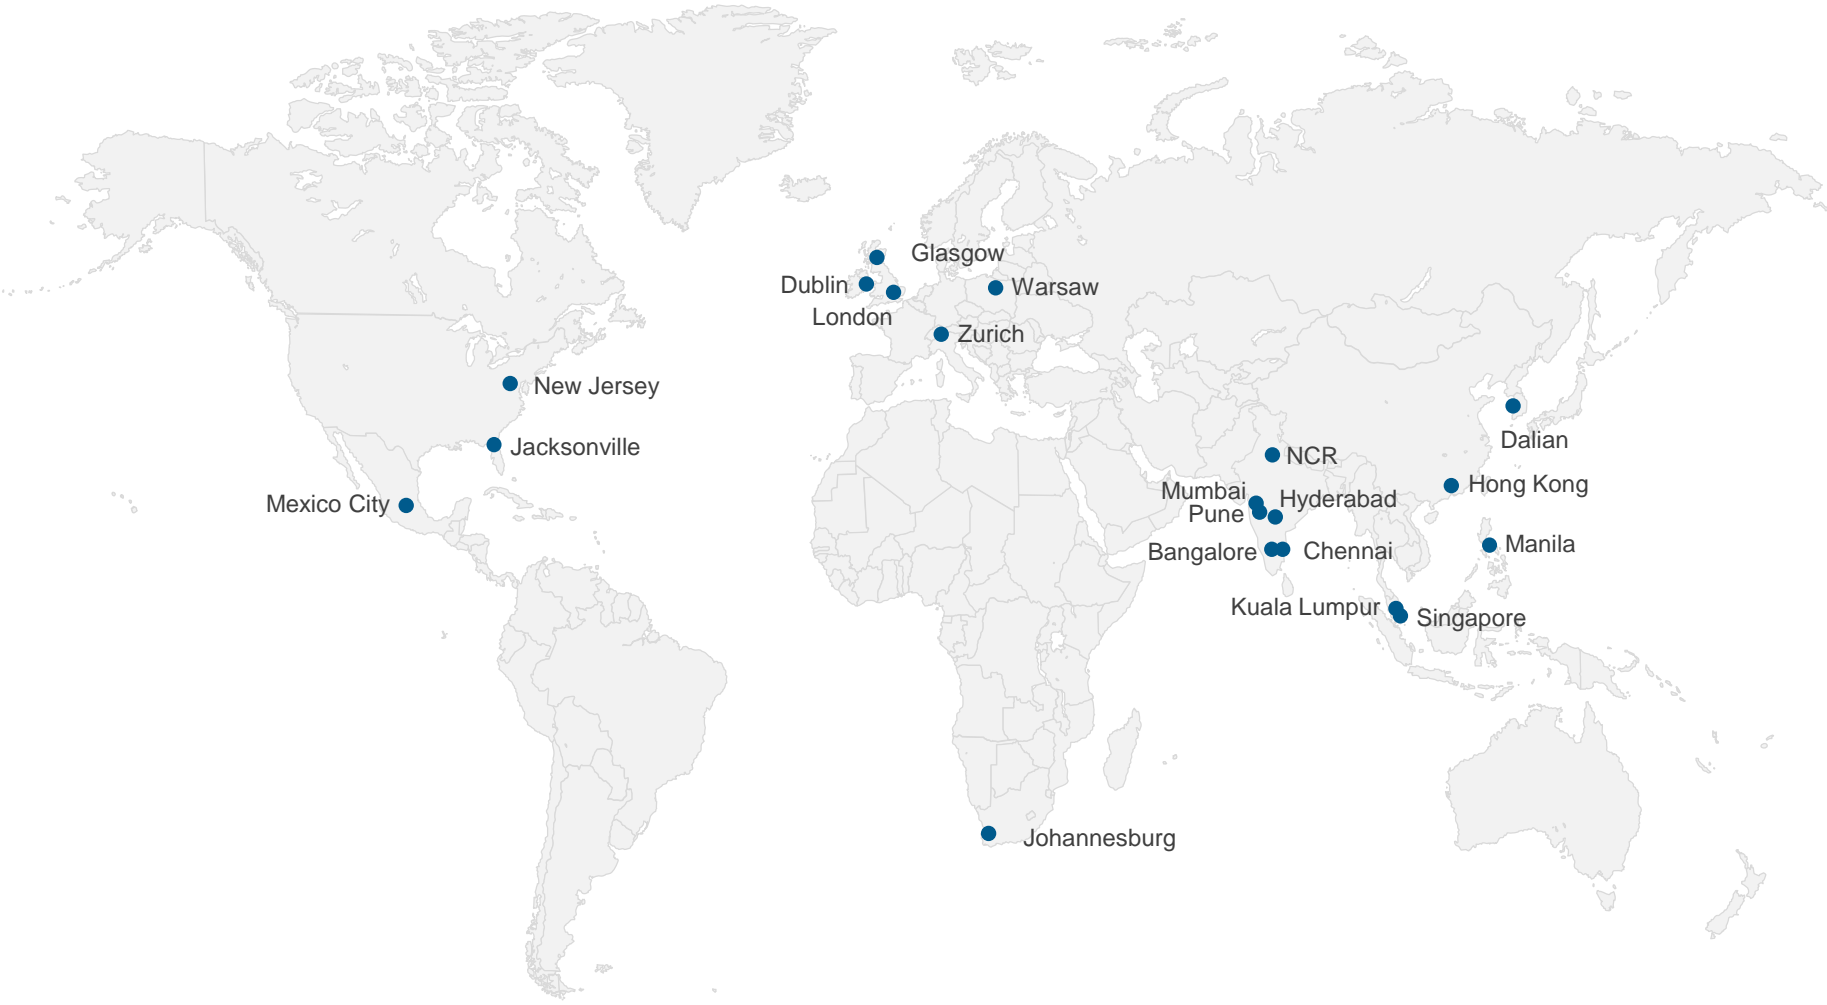 Glasgow
Dublin
Warsaw
London
Zurich
New Jersey
Jacksonville
Mexico City
Dalian
NCR
Hong Kong
Mumbai
Hyderabad
Pune
Manila
Bangalore
Chennai
Kuala Lumpur
Singapore
Johannesburg